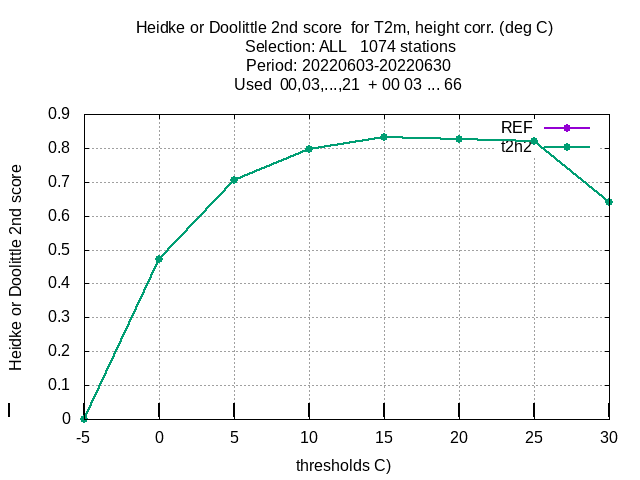 Heidke or Doolittle 2nd score  for T2m, height corr. (deg C)
Selection: ALL   1074 stations
Period: 20220603-20220630
Used  00,03,...,21  + 00 03 ... 66
REF
t2h2
0.9
0.8
0.7
0.6
0.5
0.4
0.3
0.2
0.1
0
Heidke or Doolittle 2nd score
-5 0 5 10 15 20 25 30
thresholds C)